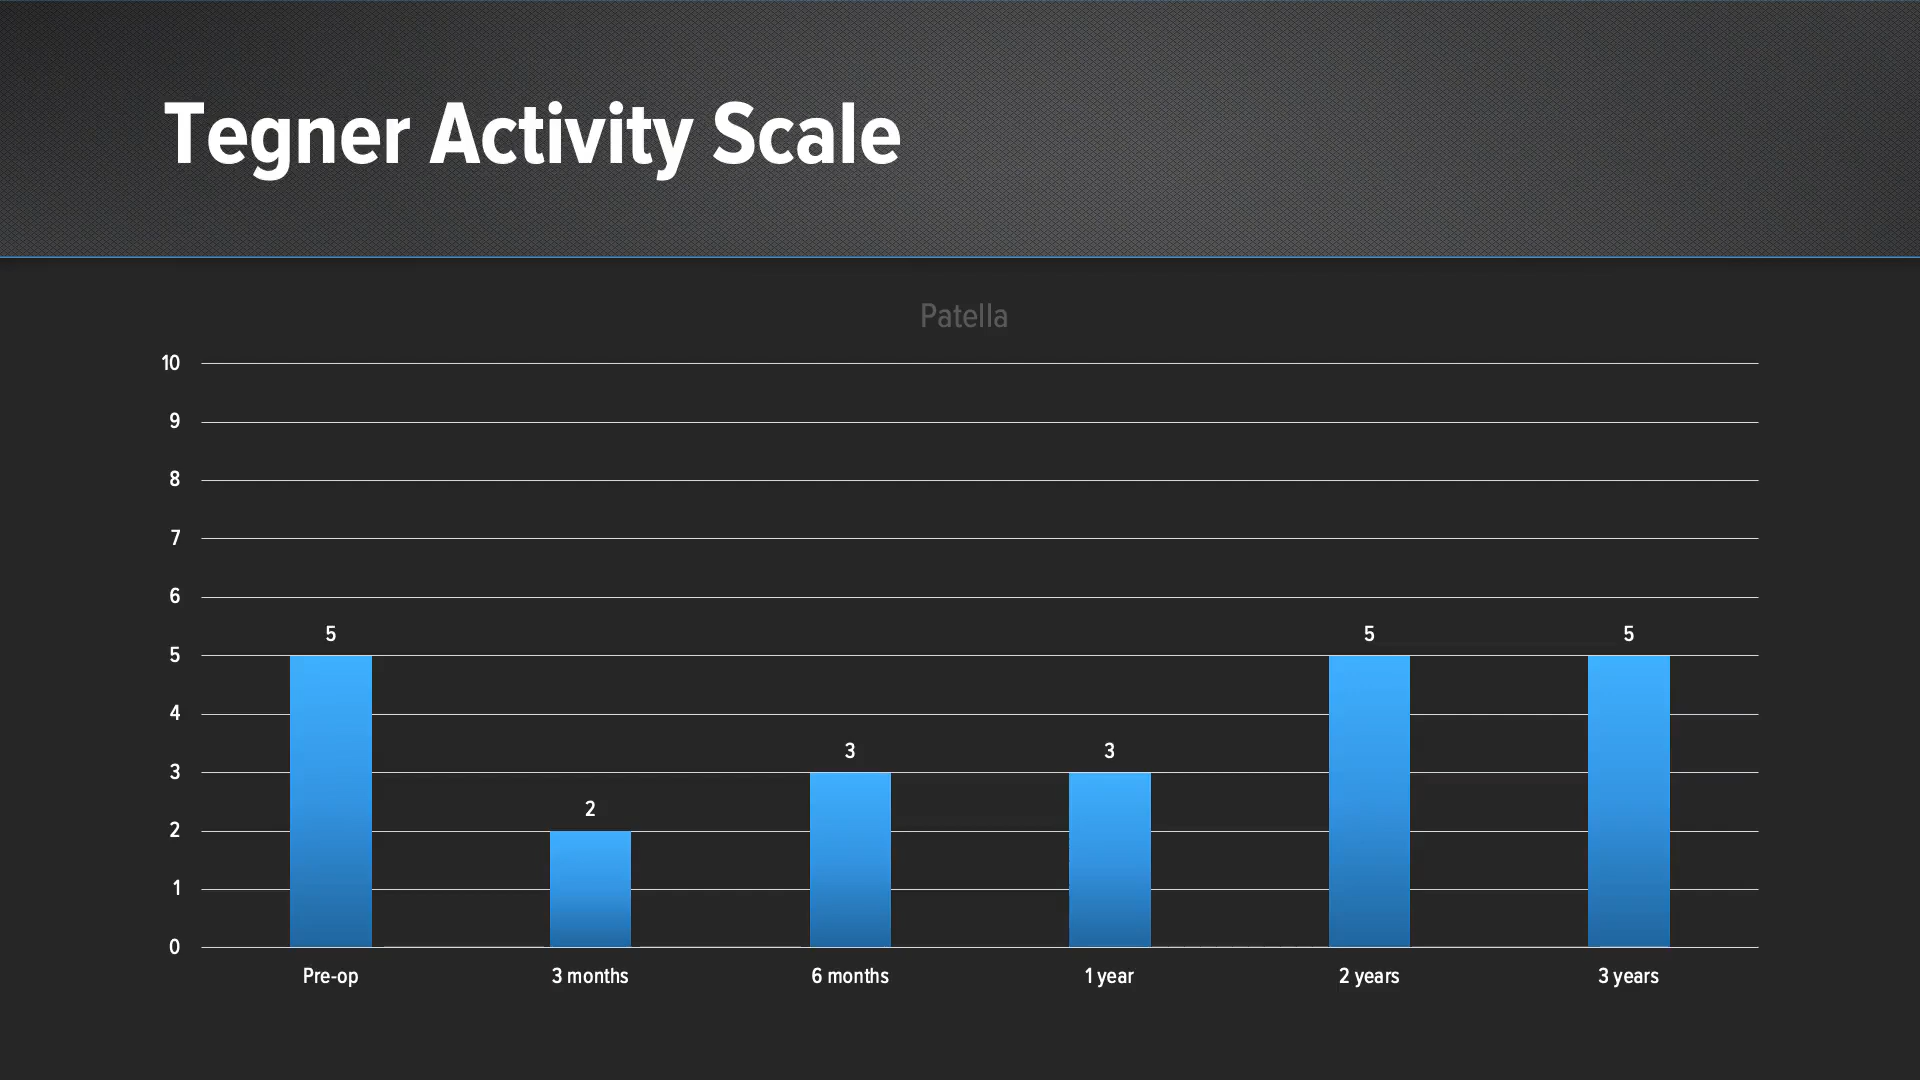 Tegner Activity Scale
Patella
10
9
8
7
6
5
4
3
2
1
0
5
2
3
3
5
5
Pre-op
3 months
6 months
1 year
2 years
3 years